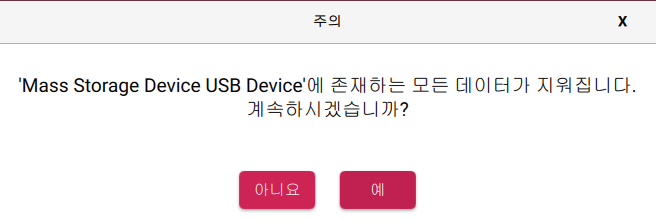 주의
X
'Mass Storage Device USB Device'에 존재하는 모든 데이터가 지워집니다.
계속하시겠습니까?
아니요
예